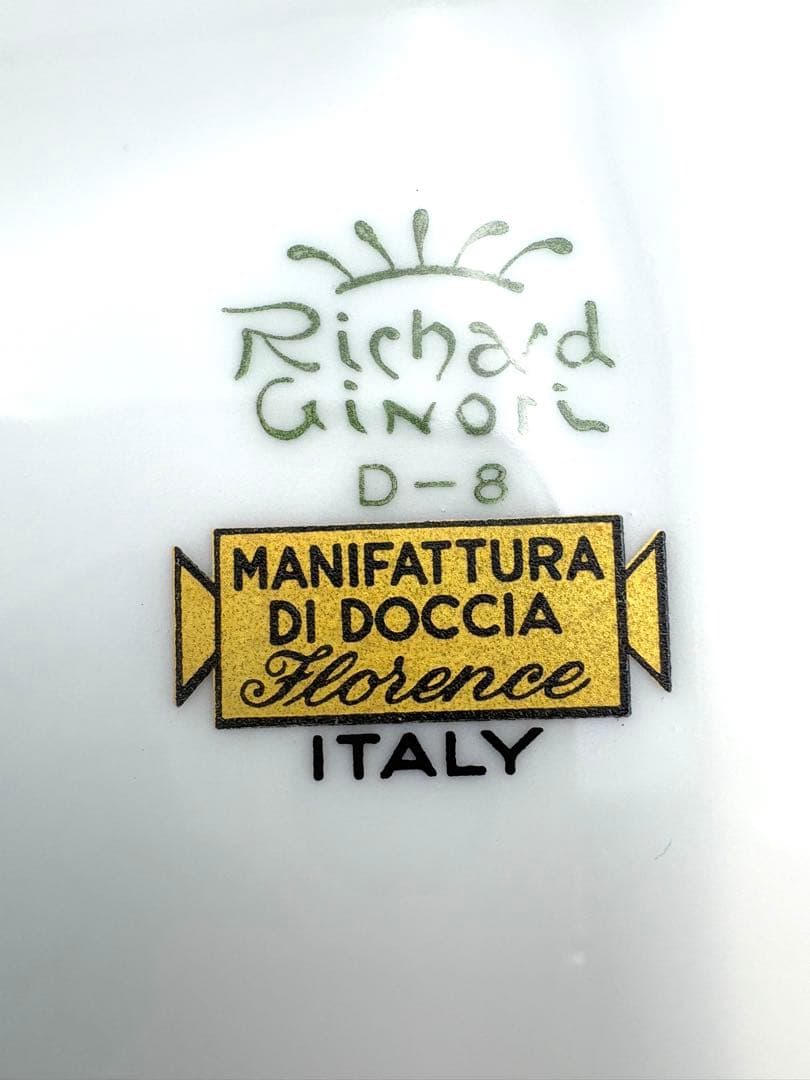 Richard
GiNori
D-8
MANIFATTURA
DI DOCCIA
Florence
ITALY